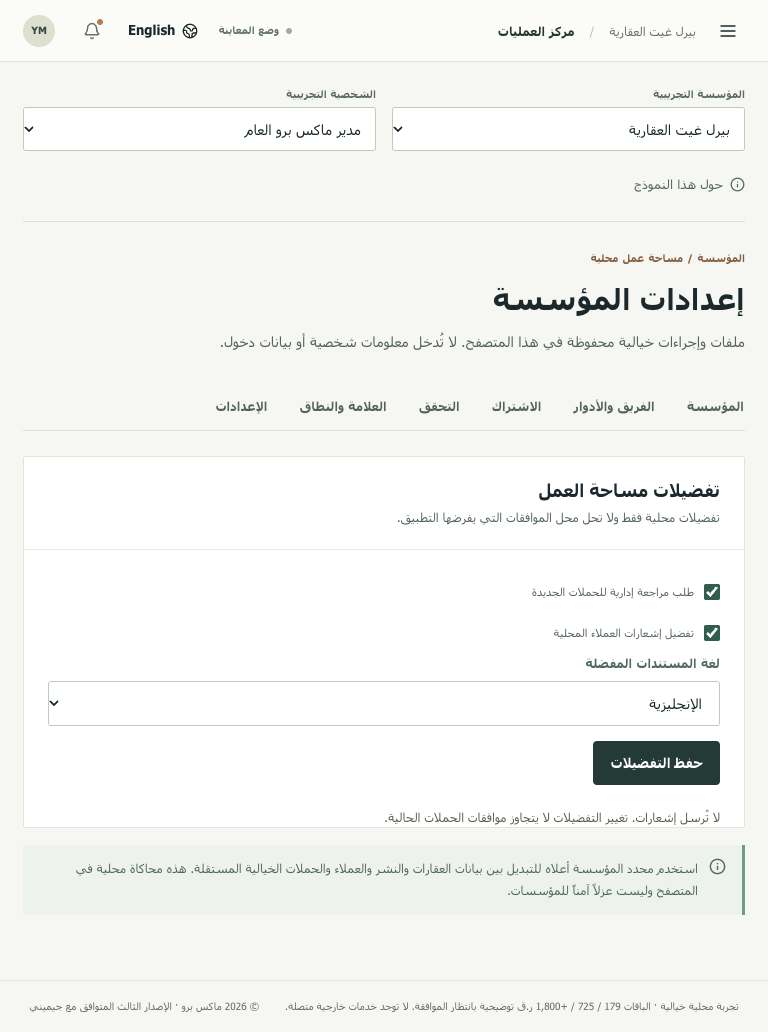 بيرل غيت العقارية / مركز العمليات
وضع المعاينة
English
YM
المؤسسة التجريبية
بيرل غيت العقارية
الشخصية التجريبية
مدير ماكس برو العام
حول هذا النموذج
المؤسسة / مساحة عمل محلية
إعدادات المؤسسة
ملفات وإجراءات خيالية محفوظة في هذا المتصفح. لا تُدخل معلومات شخصية أو بيانات دخول.
المؤسسة الفريق والأدوار الاشتراك التحقق العلامة والنطاق الإعدادات
تفضيلات مساحة العمل
تفضيلات محلية فقط ولا تحل محل الموافقات التي يفرضها التطبيق.
طلب مراجعة إدارية للحملات الجديدة
تفضيل إشعارات العملاء المحلية
لغة المستندات المفضلة
الإنجليزية
حفظ التفضيلات
لا تُرسل إشعارات. تغيير التفضيلات لا يتجاوز موافقات الحملات الحالية.
استخدم محدد المؤسسة أعلاه للتبديل بين بيانات العقارات والنشر والعملاء والحملات الخيالية المستقلة. هذه محاكاة محلية في
المتصفح وليست عزلاً آمناً للمؤسسات.
تجربة محلية خيالية · الباقات 179 / 725 / +1,800 ر.ق توضيحية بانتظار الموافقة. لا توجد خدمات خارجية متصلة.
© 2026 ماكس برو · الإصدار الثالث المتوافق مع جيميني